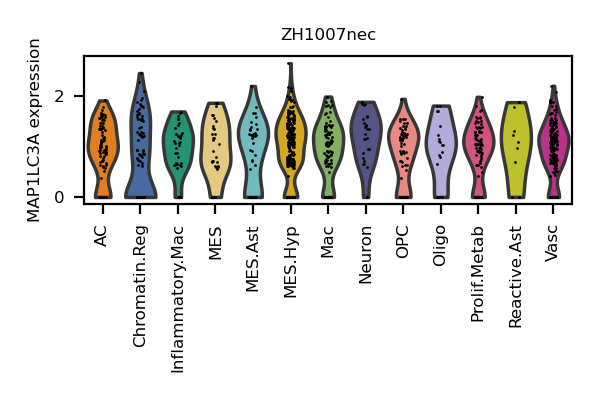 ZH1007nec
MAP1LC3A expression
2
0
AC
Chromatin.Reg
Inflammatory.Mac
MES
MES.Ast
MES.Hyp
Mac
Neuron
OPC
Oligo
Prolif.Metab
Reactive.Ast
Vasc